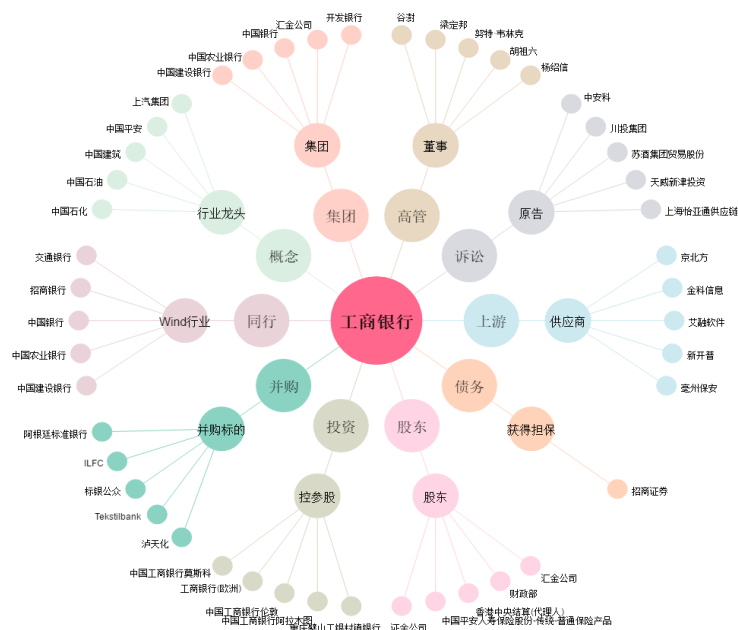 谷澍
梁定邦
努特·韦林克
胡祖六
杨绍信
开发银行
汇金公司
中国银行
中国农业银行
中国建设银行
集团
集团
董事
高管
中安科
川投集团
苏酒集团贸易股份
天威新津投资
上海怡亚通供应链
原告
诉讼
上汽集团
中国平安
中国建筑
中国石油
中国石化
行业龙头
概念
交通银行
招商银行
中国银行
中国农业银行
中国建设银行
Wind行业
同行
工商银行
上游
供应商
京北方
金科信息
艾融软件
新开普
亳州保安
并购
并购标的
阿根廷标准银行
ILFC
标银公众
Tekstilbank
泸天化
债务
获得担保
招商证券
投资
控参股
中国工商银行莫斯科
工商银行(欧洲)
中国工商银行伦敦
中国工商银行阿拉木图
股东
股东
汇金公司
财政部
香港中央结算(代理人)
中国平安人寿保险股份-传统-普通保险产品
证金公司